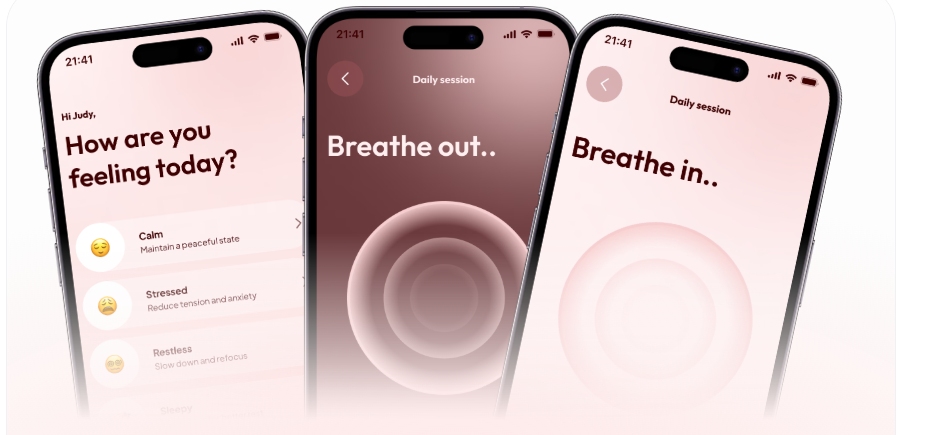 21:41
Hi Judy,
How are you
feeling today?
Calm
Maintain a peaceful state
Stressed
Reduce tension and anxiety
Restless
Slow down and refocus
21:41
Daily session
Breathe out..
21:41
Daily session
Breathe in..